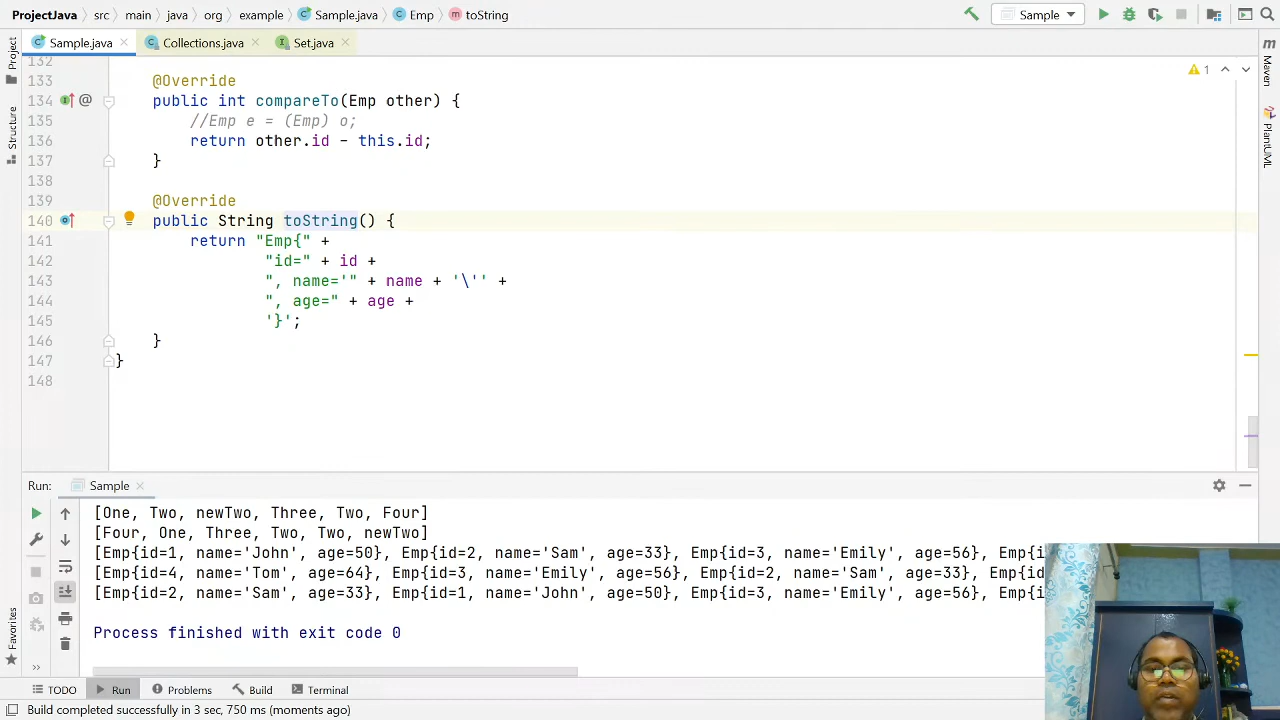 ProjectJava > src > main > java > org > example > Sample.java > Emp > toString
Sample
Sample.java
Collections.java
Set.java
Project
Structure
Favorites
Maven
PlantUML
1
132
133 @Override
134 public int compareTo(Emp other) {
135 //Emp e = (Emp) o;
136 return other.id - this.id;
137 }
138
139 @Override
140 public String toString() {
141 return "Emp{" +
142 "id=" + id +
143 ", name='" + name + '\'' +
144 ", age=" + age +
145 '}';
146 }
147 }
148
Run: Sample
[One, Two, newTwo, Three, Two, Four]
[Four, One, Three, Two, Two, newTwo]
[Emp{id=1, name='John', age=50}, Emp{id=2, name='Sam', age=33}, Emp{id=3, name='Emily', age=56}, Emp{i
[Emp{id=4, name='Tom', age=64}, Emp{id=3, name='Emily', age=56}, Emp{id=2, name='Sam', age=33}, Emp{id
[Emp{id=2, name='Sam', age=33}, Emp{id=1, name='John', age=50}, Emp{id=3, name='Emily', age=56}, Emp{i
Process finished with exit code 0
TODO
Run
Problems
Build
Terminal
Build completed successfully in 3 sec, 750 ms (moments ago)